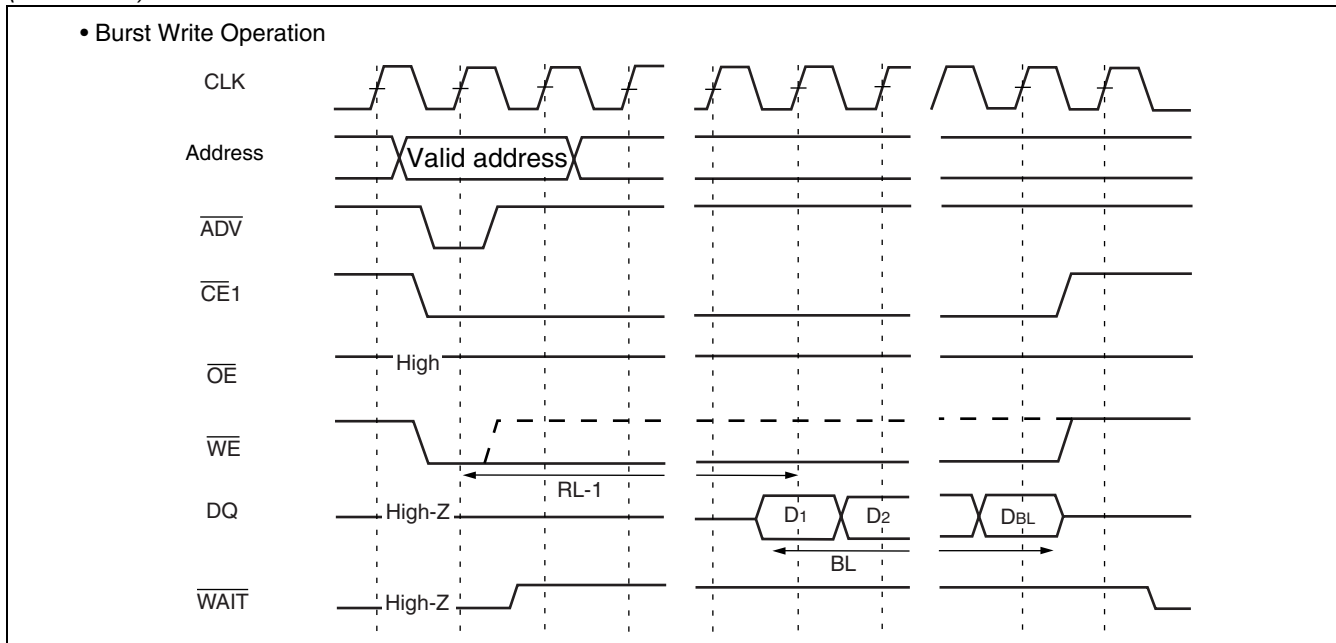 • Burst Write Operation
CLK
Address
Valid address
ADV
CE1
OE
High
WE
RL-1
DQ
High-Z
D1
D2
DBL
BL
WAIT
High-Z